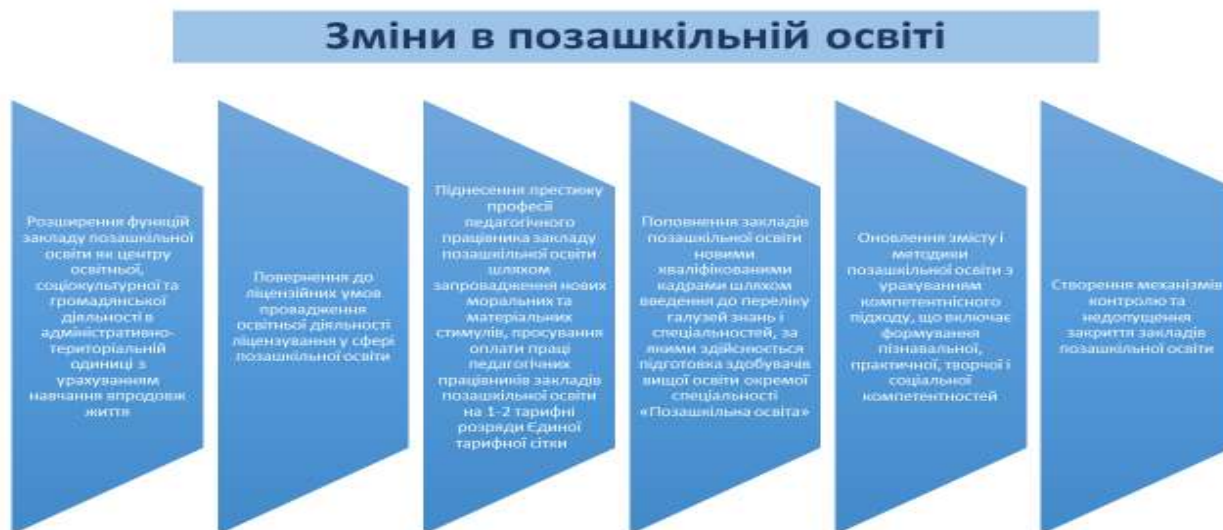 Зміни в позашкільній освіті
Розширення функцій
закладу позашкільної
освіти як центру
освітньої,
соціокультурної та
громадянської
діяльності в
адміністративно-
територіальній
одиниці з
урахуванням
навчання впродовж
життя
Повернення до
ліцензійних умов
провадження
освітньої діяльності
ліцензування у сфері
позашкільної освіти
Піднесення престижу
професії
педагогічного
працівника закладу
позашкільної освіти
шляхом
запровадження нових
моральних та
матеріальних
стимулів, просування
оплати праці
педагогічних
працівників закладів
позашкільної освіти
на 1-2 тарифні
розряди Єдиної
тарифної сітки
Поповнення закладів
позашкільної освіти
новими
кваліфікованими
кадрами шляхом
введення до переліку
галузей знань і
спеціальностей, за
якими здійснюється
підготовка здобувачів
вищої освіти окремої
спеціальності
«Позашкільна освіта»
Оновлення змісту і
методики
позашкільної освіти з
урахуванням
компетентнісного
підходу, що включає
формування
пізнавальної,
практичної, творчої і
соціальної
компетентностей
Створення механізмів
контролю та
недопущення
закриття закладів
позашкільної освіти